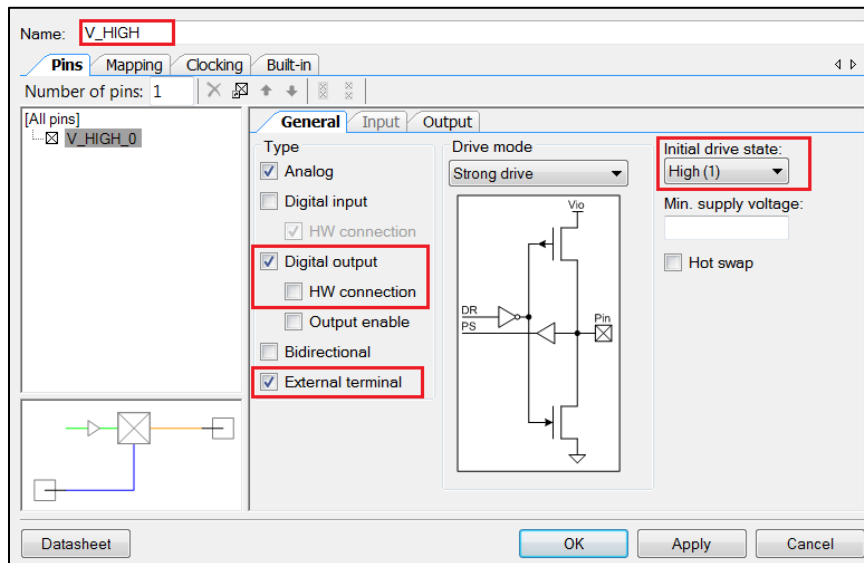 Name: V_HIGH
Pins Mapping Clocking Built-in
Number of pins: 1
[All pins]
V_HIGH_0
General Input Output
Type
Analog
Digital input
HW connection
Digital output
HW connection
Output enable
Bidirectional
External terminal
Drive mode
Strong drive
Vio
DR
PS
Pin
Initial drive state:
High (1)
Min. supply voltage:
Hot swap
Datasheet OK Apply Cancel